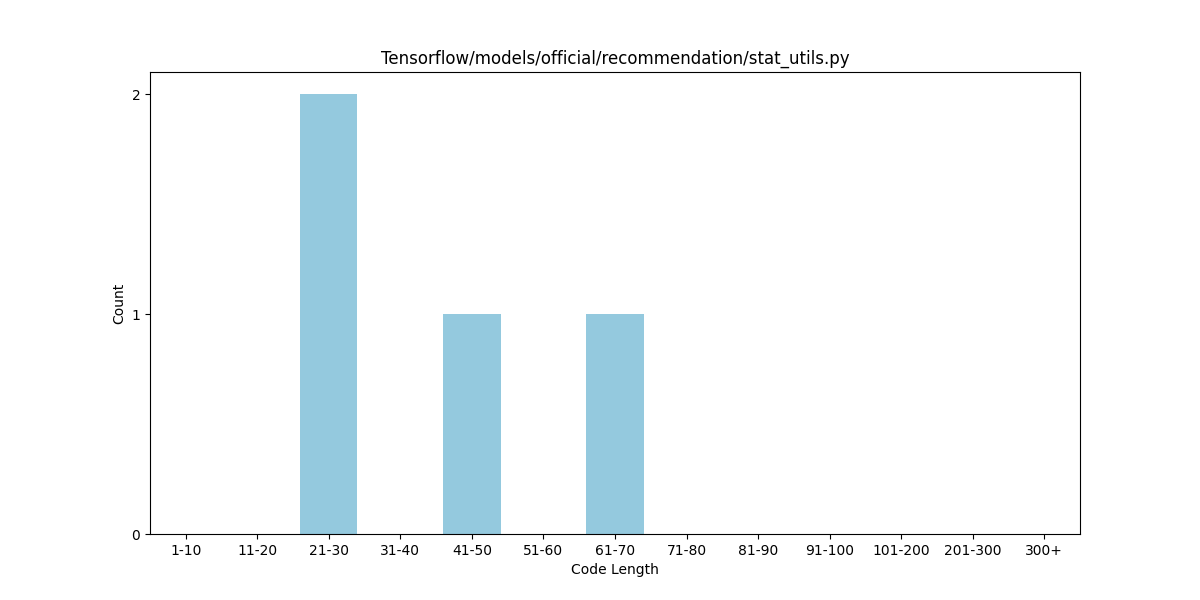 Tensorflow/models/official/recommendation/stat_utils.py
2
1
0
Count
1-10 11-20 21-30 31-40 41-50 51-60 61-70 71-80 81-90 91-100 101-200 201-300 300+
Code Length